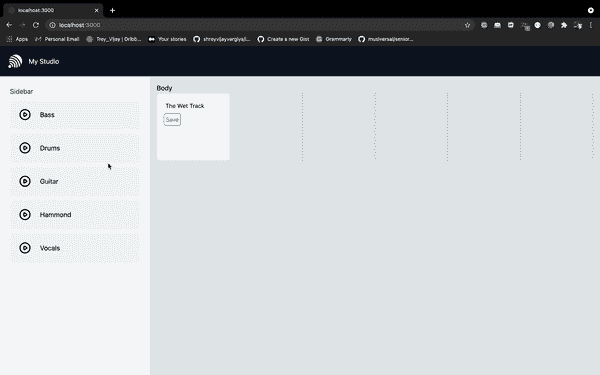 localhost:3000
localhost:3000
Apps
Personal Email
Trey_Vijay | Dribb...
Your stories
shreyvijayvargiya/i...
Create a new Gist
Grammarly
musiversal/senior...
My Studio
Sidebar
Bass
Drums
Guitar
Hammond
Vocals
Body
The Wet Track
Save